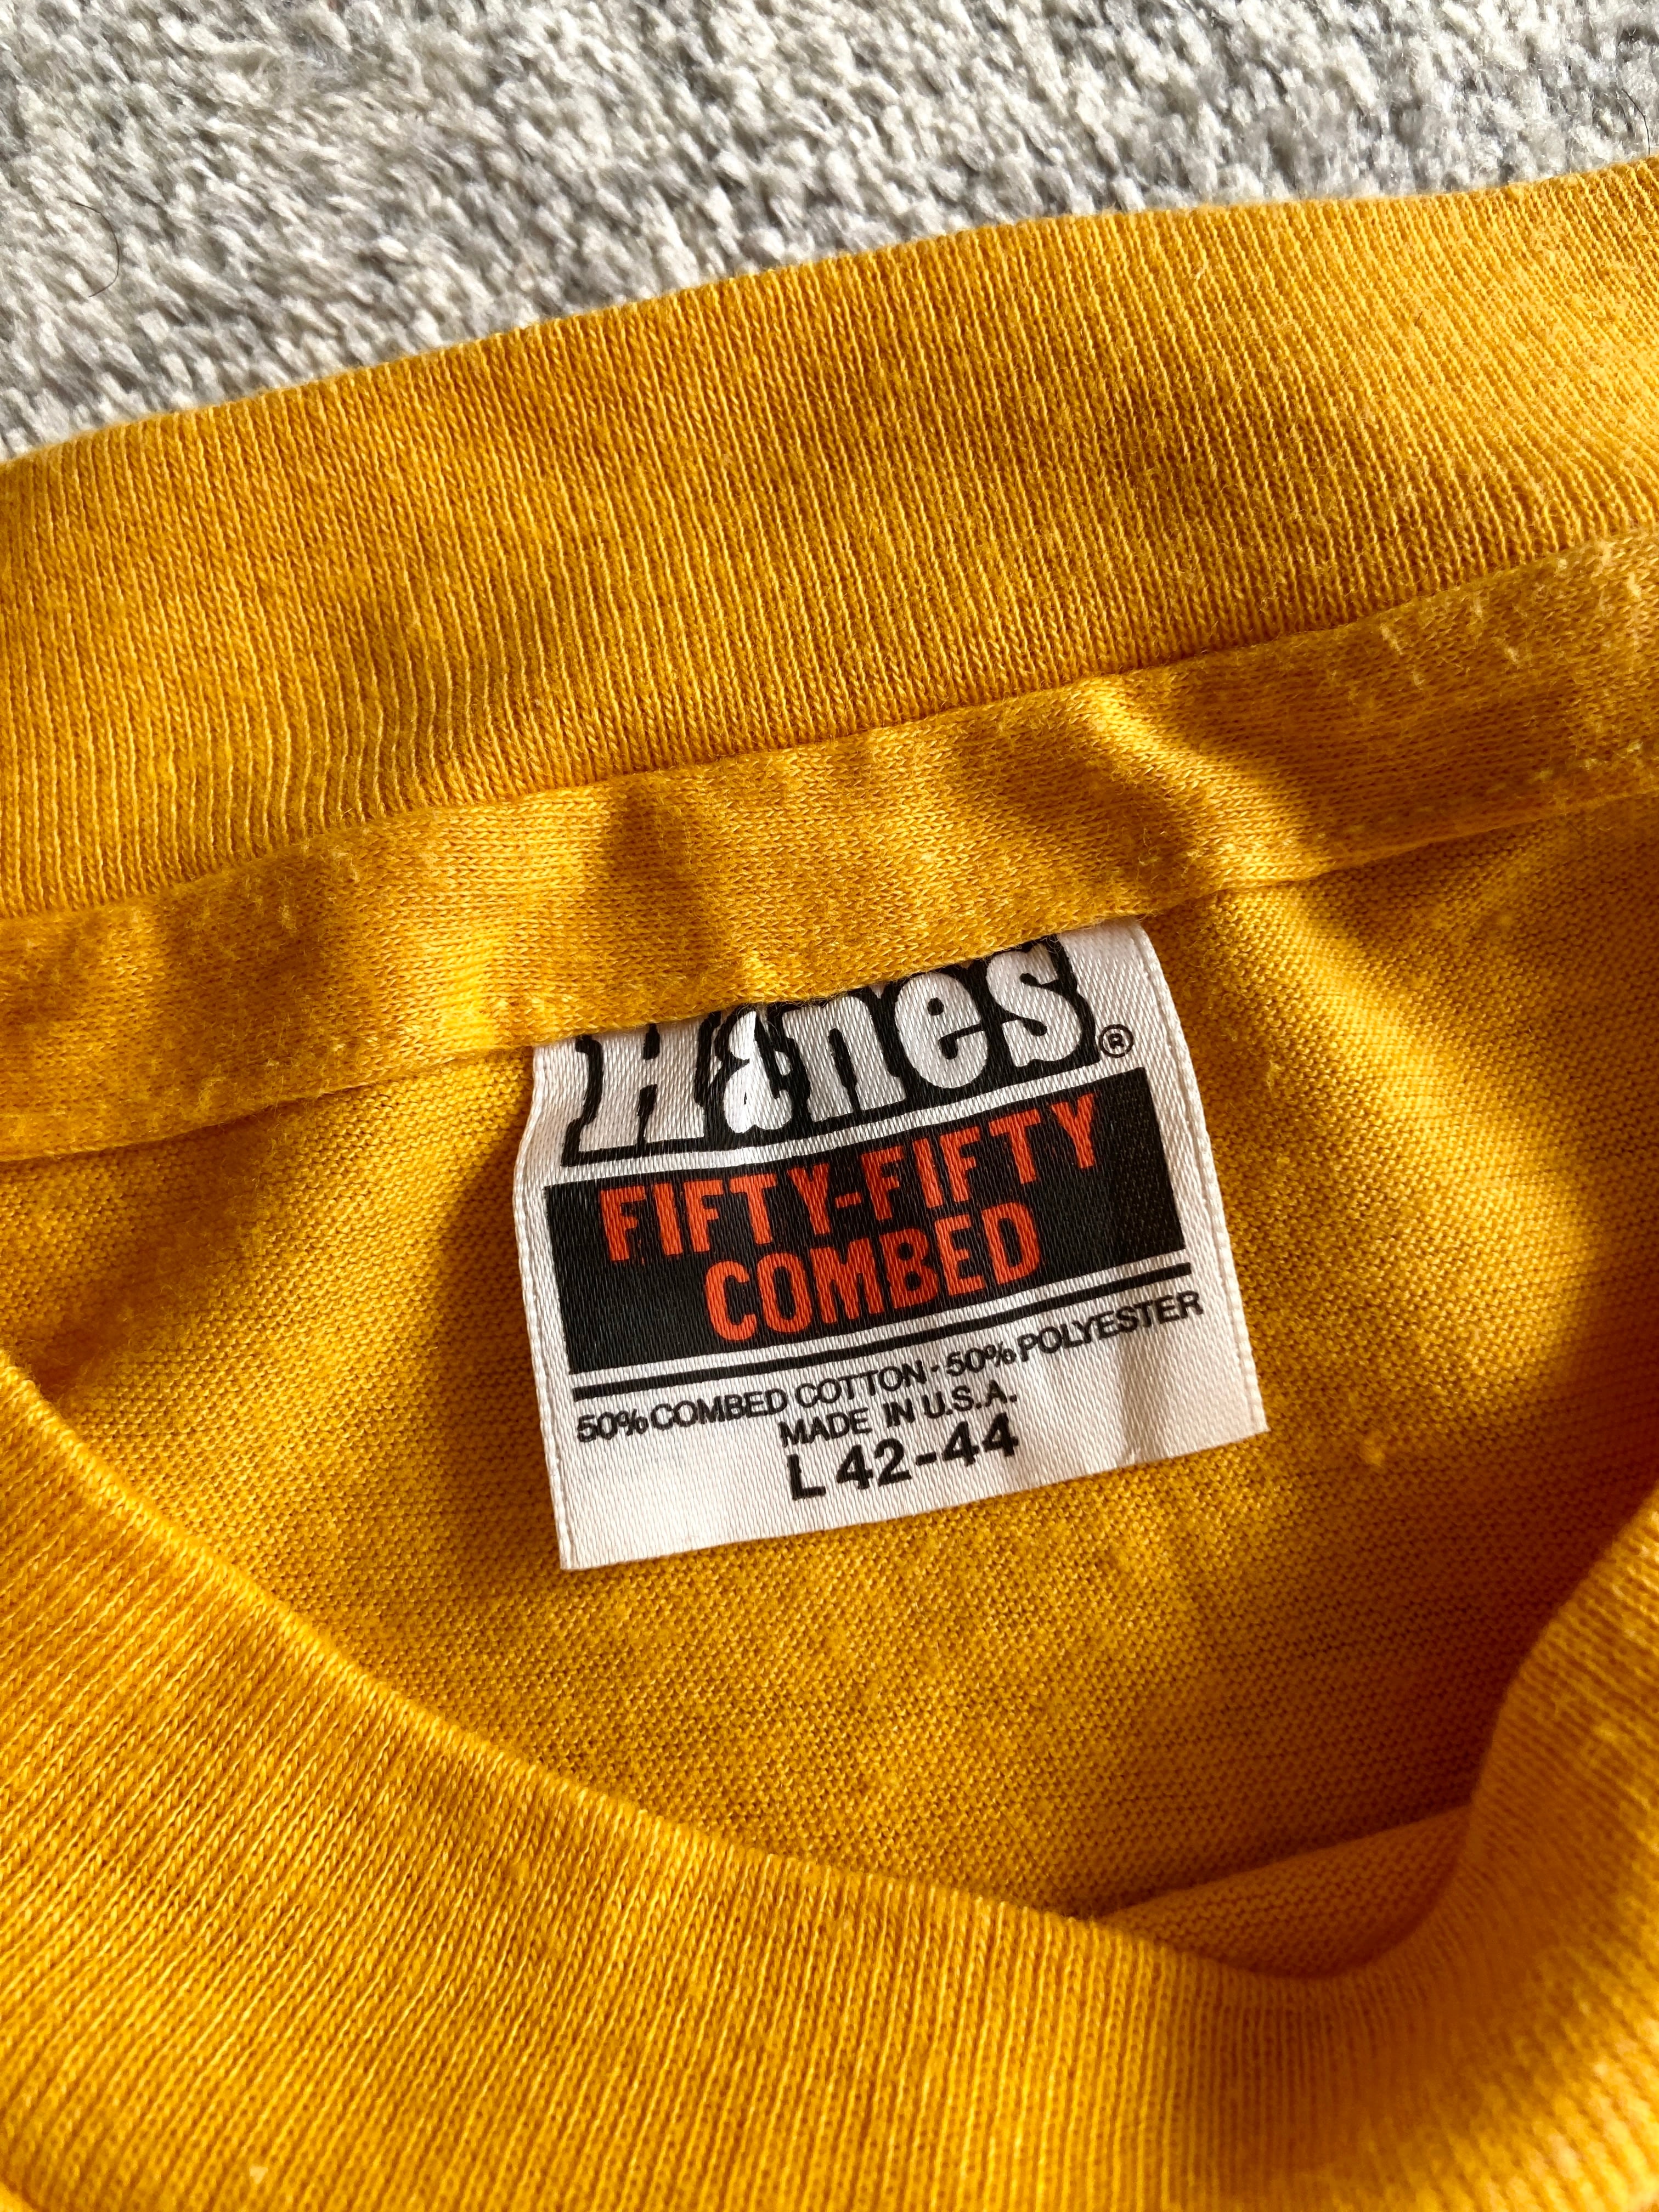 Hanes®
FIFTY-FIFTY
COMBED
50% COMBED COTTON · 50% POLYESTER
MADE IN U.S.A.
L 42-44